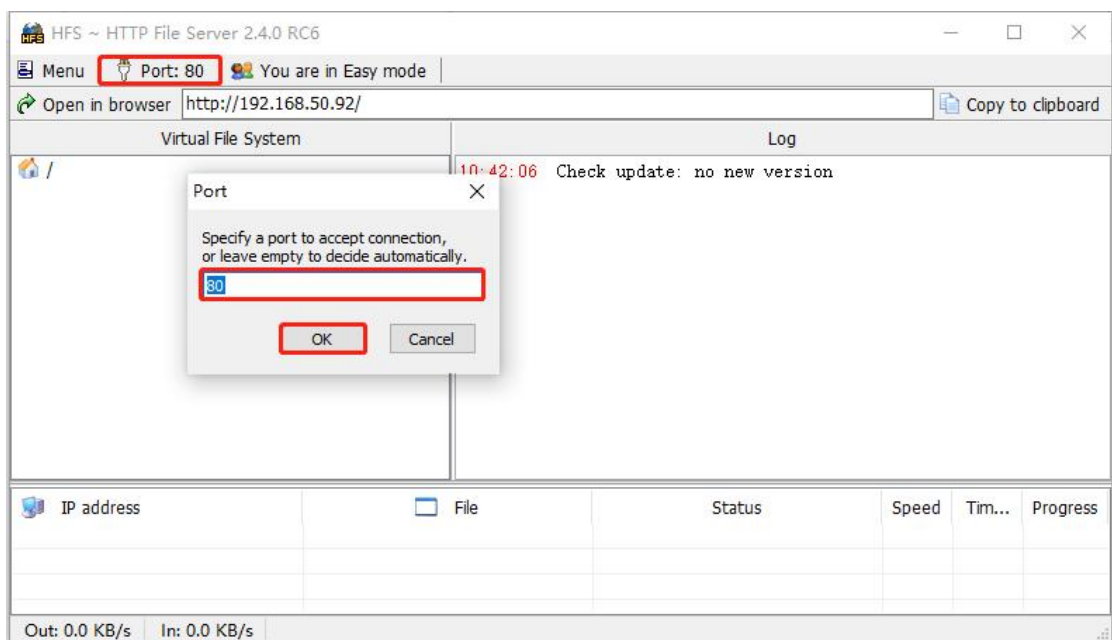 HFS ~ HTTP File Server 2.4.0 RC6
Menu Port: 80 You are in Easy mode
Open in browser http://192.168.50.92/ Copy to clipboard
Virtual File System Log
/ 10:42:06 Check update: no new version
Port
Specify a port to accept connection,
or leave empty to decide automatically.
80
OK Cancel
IP address File Status Speed Tim... Progress
Out: 0.0 KB/s In: 0.0 KB/s